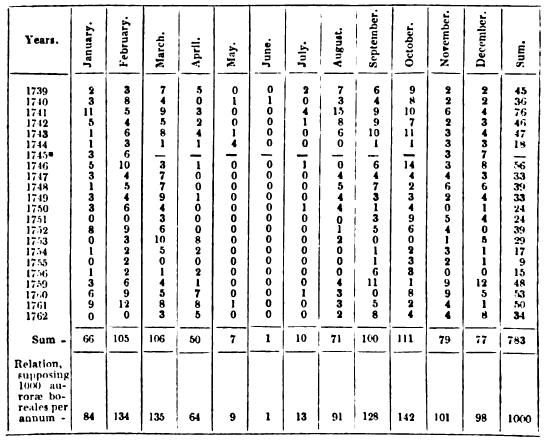 Years. January. February. March. April. May. June. July. August. September. October. November. December. Sum.
1739 2 3 7 5 0 0 2 7 6 9 2 2 45
1740 3 8 4 0 1 1 0 3 4 8 2 2 36
1741 11 5 9 3 0 0 4 15 9 10 6 4 76
1742 5 4 5 2 0 0 1 8 9 7 2 3 46
1743 1 6 8 4 1 0 0 6 10 11 3 4 47
1744 1 3 1 1 4 0 0 0 1 1 3 3 18
1745* 3 6 — — — — — — — — 3 7 —
1746 5 10 3 1 0 0 1 0 6 14 3 8 56
1747 3 4 7 0 0 0 0 4 4 4 4 3 33
1748 1 5 7 0 0 0 0 5 7 2 6 6 39
1749 3 4 9 1 0 0 0 4 3 3 2 4 33
1750 3 6 4 0 0 0 1 4 1 4 0 1 24
1751 0 0 3 0 0 0 0 0 3 9 5 4 24
1752 8 9 6 0 0 0 0 1 5 6 4 0 39
1753 0 3 10 8 0 0 0 2 0 0 1 5 29
1754 1 2 5 2 0 0 0 0 1 2 3 1 17
1755 0 2 0 0 0 0 0 0 1 3 2 1 9
1756 1 2 1 2 0 0 0 0 6 3 0 0 15
1759 3 6 4 1 0 0 0 4 11 1 9 12 48
1760 6 9 5 7 0 0 1 3 0 8 9 5 53
1761 9 12 8 8 1 0 0 3 5 2 4 1 50
1762 0 0 3 5 0 0 0 2 8 4 4 8 34
Sum - 66 105 106 50 7 1 10 71 100 111 79 77 783
Relation,
supposing
1000 au-
roræ bo-
reales per
annum - 84 134 135 64 9 1 13 91 128 142 101 98 1000